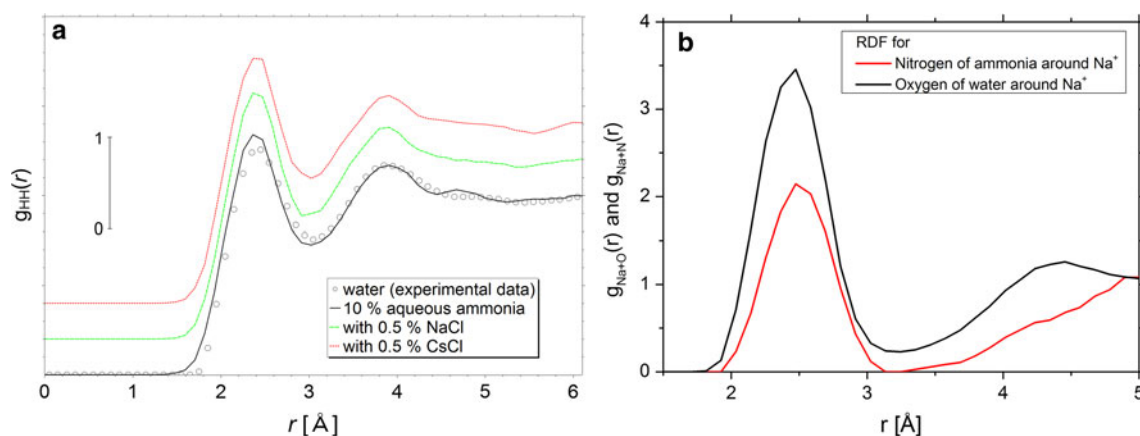 a
g_HH(r)
1
0
water (experimental data)
10 % aqueous ammonia
with 0.5 % NaCl
with 0.5 % CsCl
0 1 2 3 4 5 6
r [Å]
b
RDF for
Nitrogen of ammonia around Na⁺
Oxygen of water around Na⁺
g_Na+O(r) and g_Na+N(r)
4
3
2
1
0
2 3 4 5
r [Å]